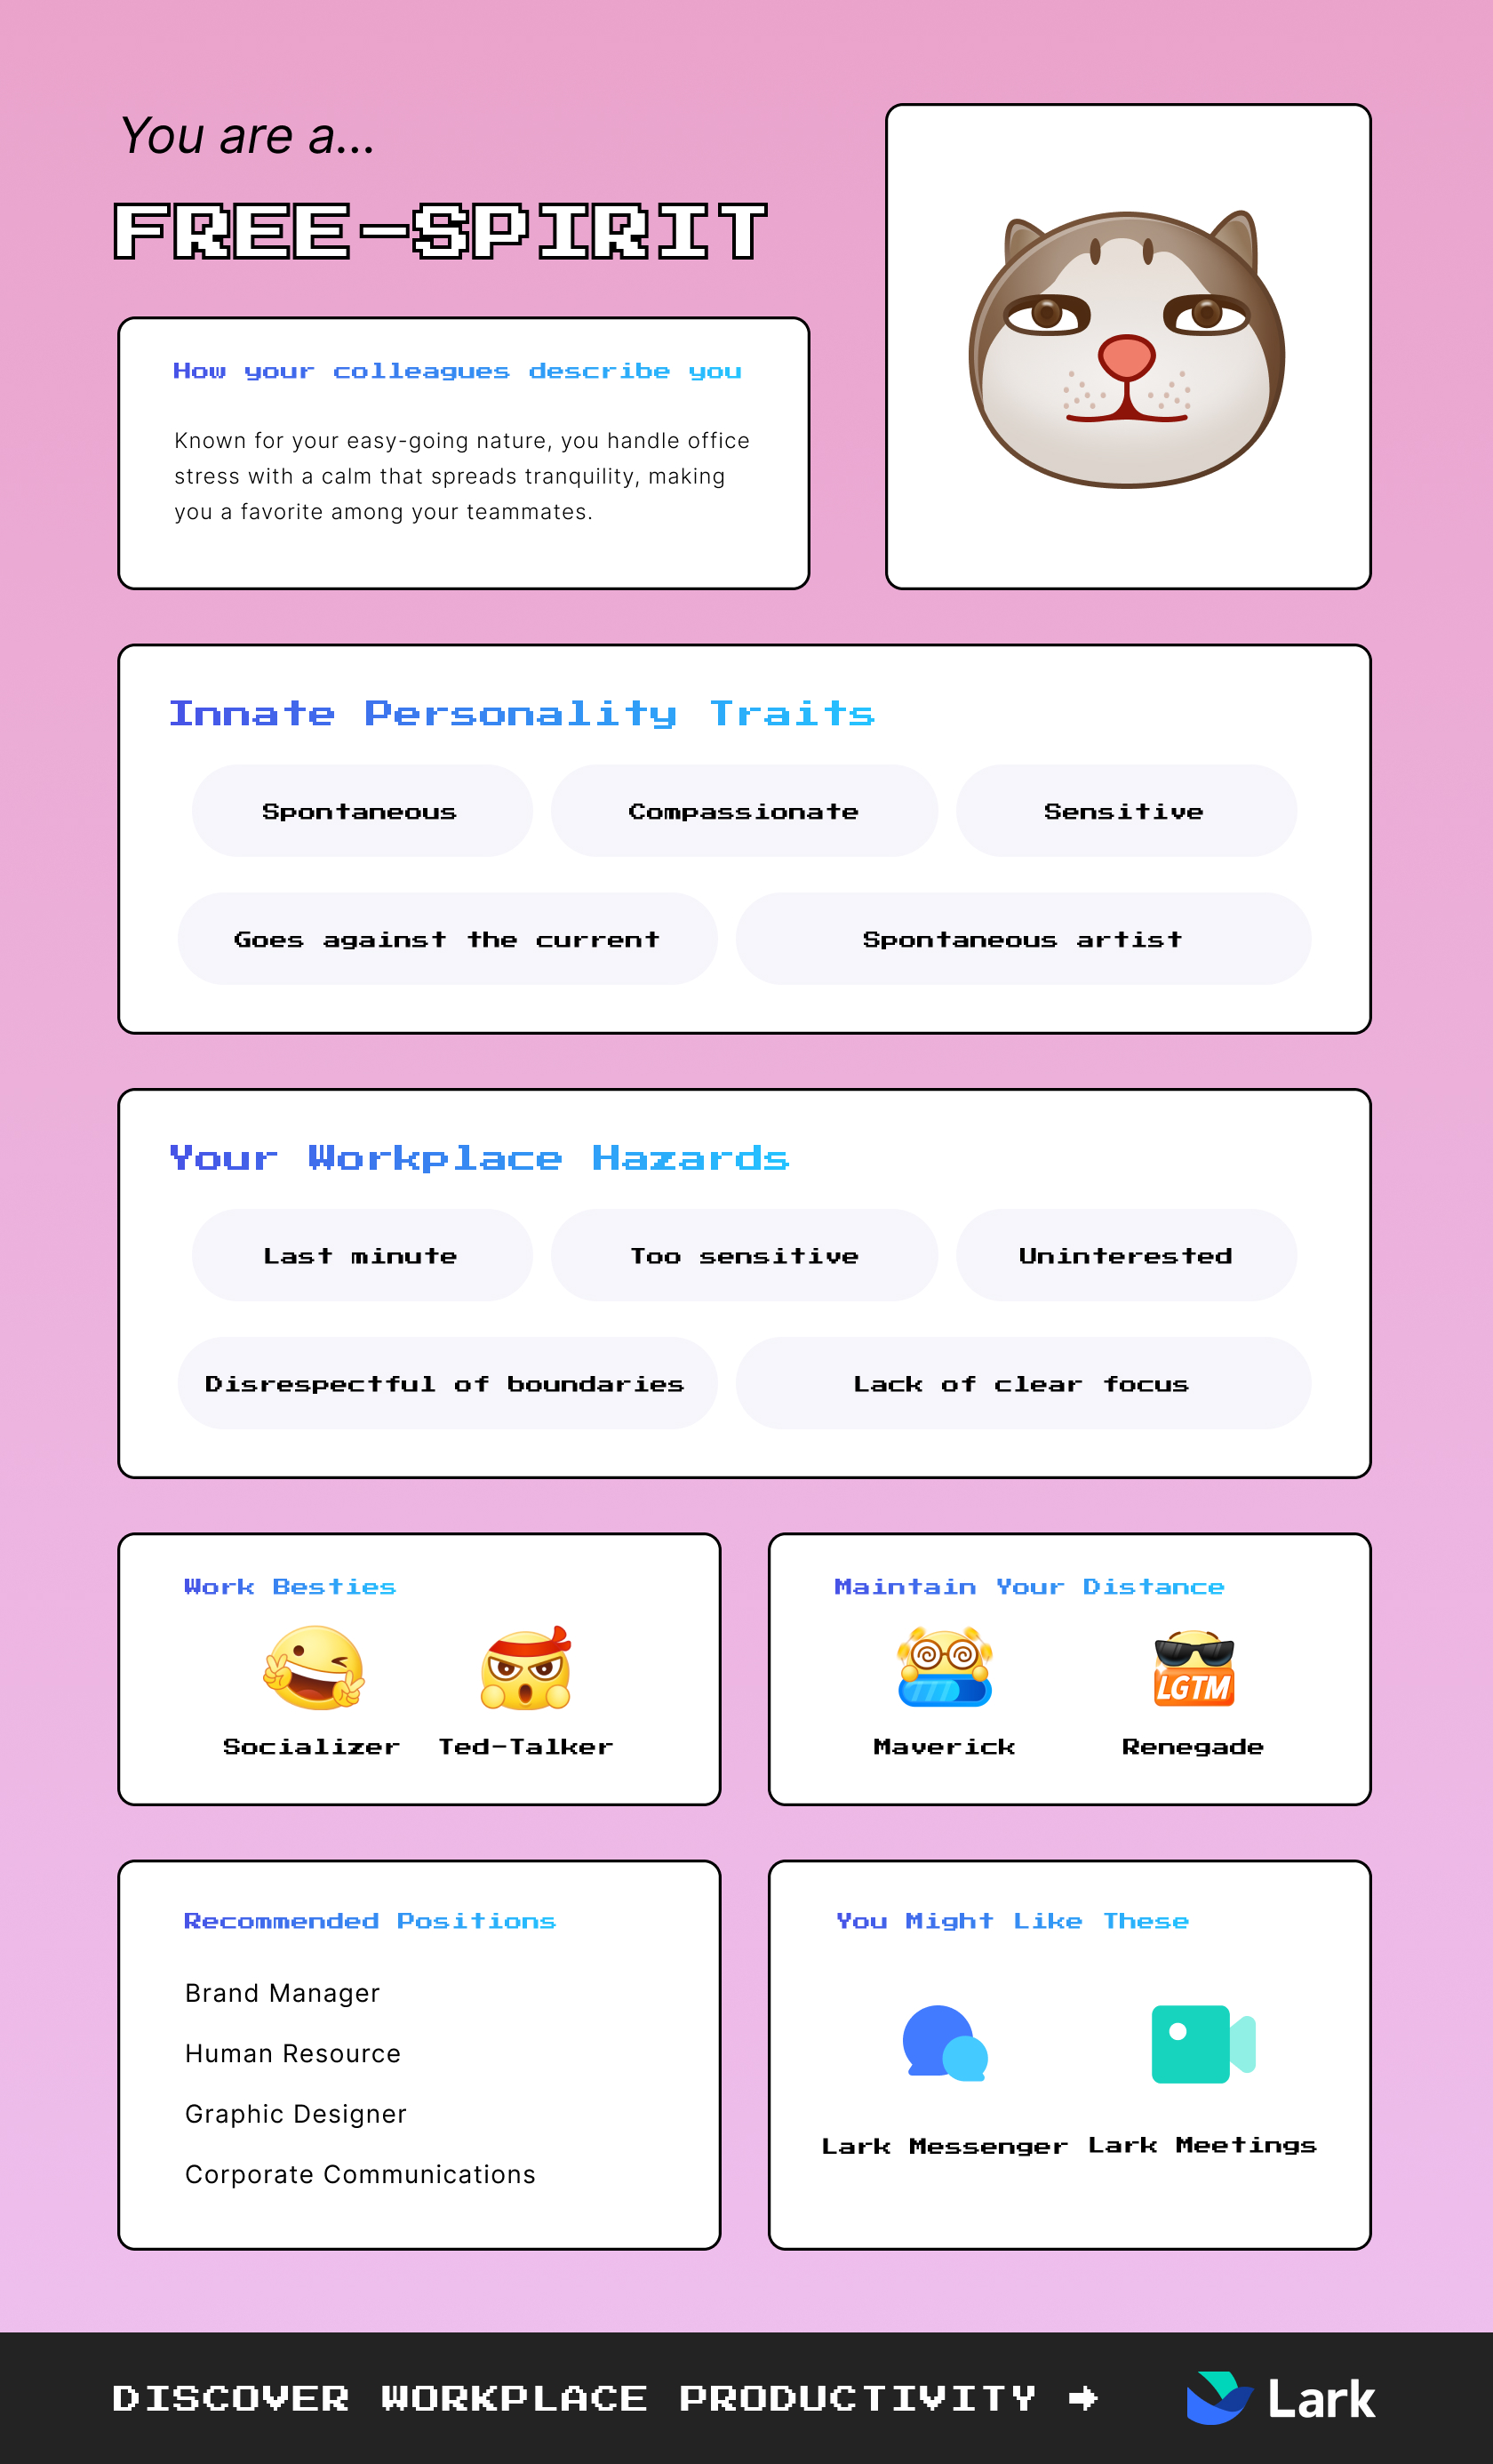 You are a...
FREE-SPIRIT
How your colleagues describe you
Known for your easy-going nature, you handle office
stress with a calm that spreads tranquility, making
you a favorite among your teammates.
Innate Personality Traits
Spontaneous
Compassionate
Sensitive
Goes against the current
Spontaneous artist
Your Workplace Hazards
Last minute
Too sensitive
Uninterested
Disrespectful of boundaries
Lack of clear focus
Work Besties
Socializer
Ted-Talker
Maintain Your Distance
LGTM
Maverick
Renegade
Recommended Positions
Brand Manager
Human Resource
Graphic Designer
Corporate Communications
You Might Like These
Lark Messenger
Lark Meetings
DISCOVER WORKPLACE PRODUCTIVITY →
Lark